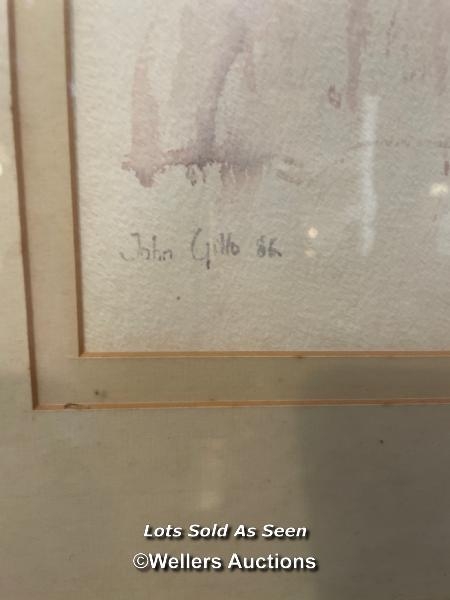 John Gillo 86.
Lots Sold As Seen
©Wellers Auctions